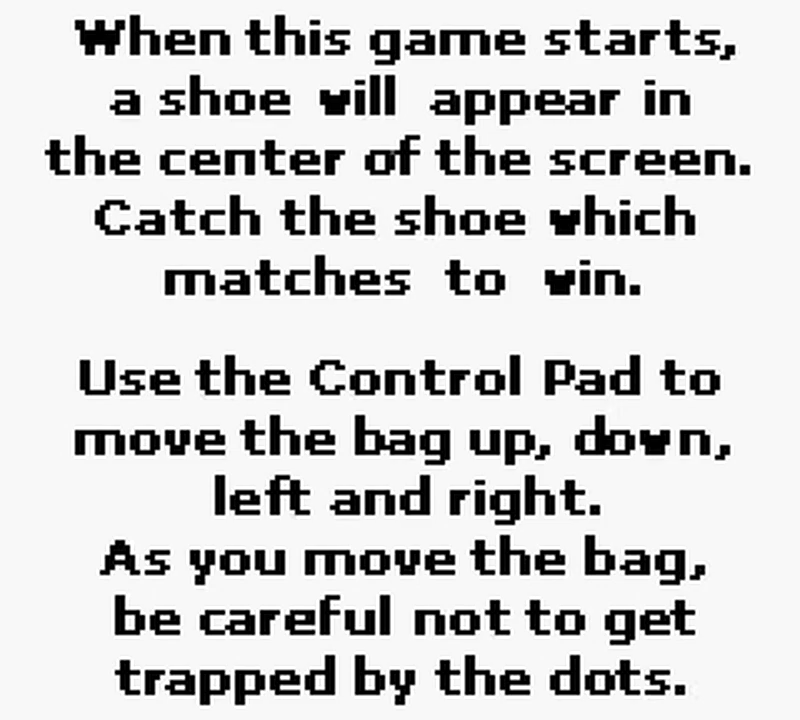 When this game starts,
a shoe will appear in
the center of the screen.
Catch the shoe which
matches to win.
Use the Control Pad to
move the bag up, down,
left and right.
As you move the bag,
be careful not to get
trapped by the dots.